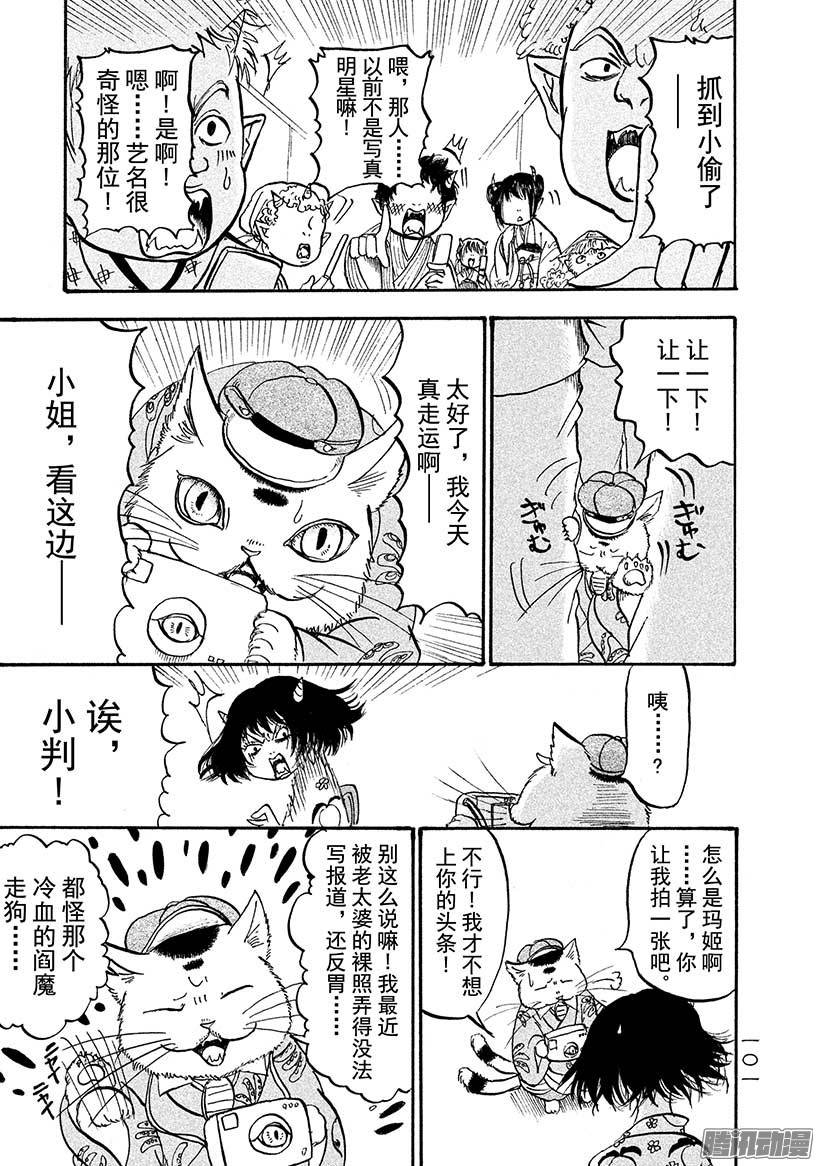 抓到小偷了
——
喂，那人……
以前不是写真
明星嘛！
啊！是啊！
嗯……艺名很
奇怪的那位！
让一下！
让一下！
ぎゅむ
ぎゅむ
太好了，我今天
真走运啊——
小姐，看这边——
咦……？
诶，
小判！
怎么是玛姬啊
……算了，你
让我拍一张吧。
不行！我才不想
上你的头条！
别这么说嘛！我最近
被老太婆的裸照弄得没法
写报道，还反胃……
都怪那个
冷血的阎魔
走狗……
一〇一
腾讯动漫